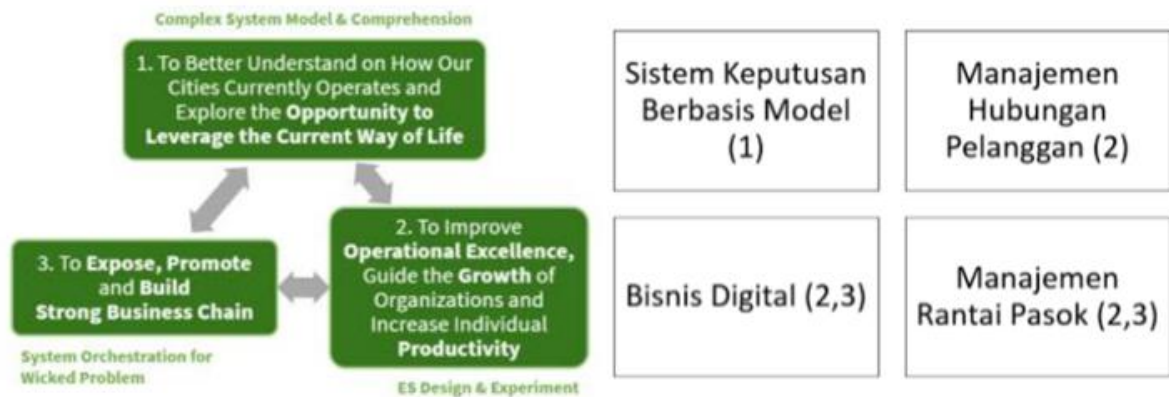 Complex System Model & Comprehension
1. To Better Understand on How Our
Cities Currently Operates and
Explore the Opportunity to
Leverage the Current Way of Life
3. To Expose, Promote
and Build
Strong Business Chain
System Orchestration for
Wicked Problem
2. To Improve
Operational Excellence,
Guide the Growth of
Organizations and
Increase Individual
Productivity
ES Design & Experiment
Sistem Keputusan
Berbasis Model
(1)
Manajemen
Hubungan
Pelanggan (2)
Bisnis Digital (2,3)
Manajemen
Rantai Pasok (2,3)